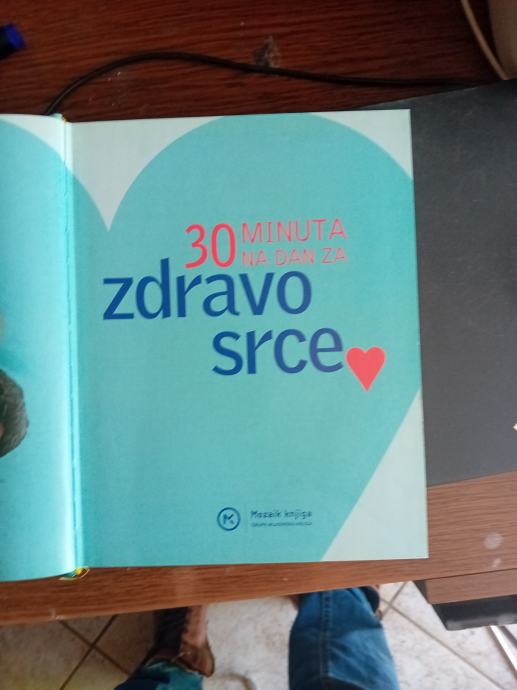 30 MINUTA
NA DAN ZA
zdravo
srce
Mozaik knjiga